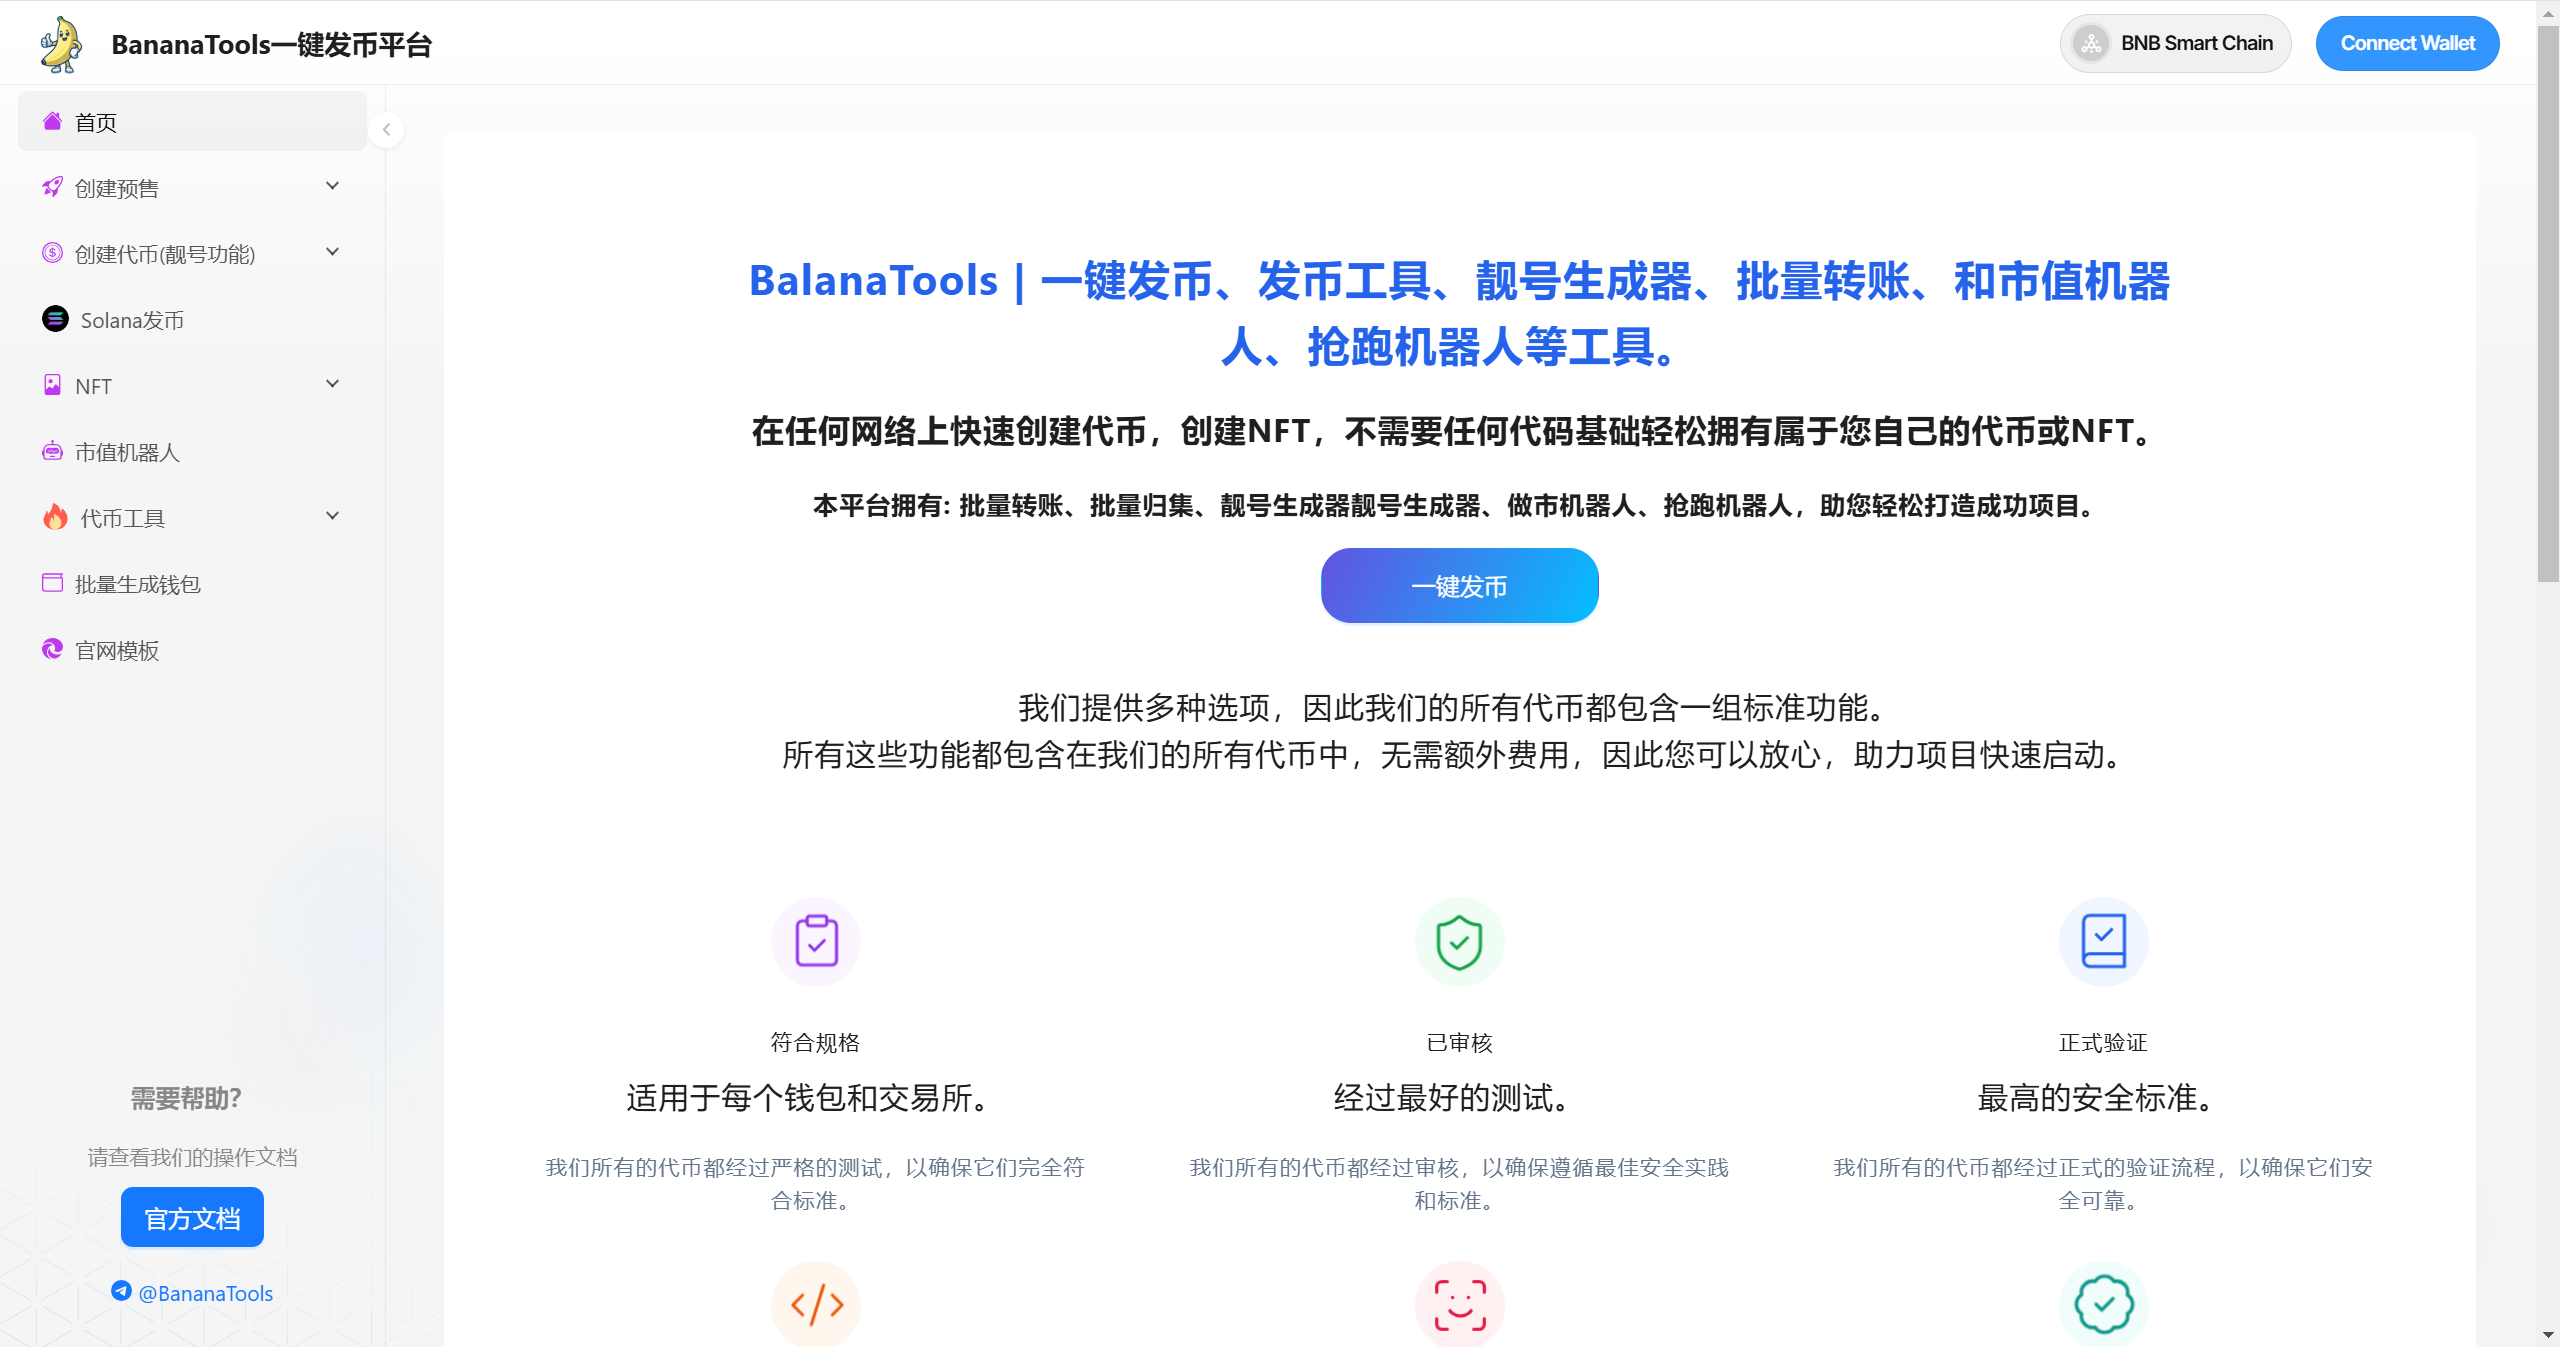 BananaTools一键发币平台
BNB Smart Chain
Connect Wallet
首页
创建预售
创建代币(靓号功能)
Solana发币
NFT
市值机器人
代币工具
批量生成钱包
官网模板
需要帮助?
请查看我们的操作文档
官方文档
@BananaTools
BalanaTools | 一键发币、发币工具、靓号生成器、批量转账、和市值机器
人、抢跑机器人等工具。
在任何网络上快速创建代币，创建NFT，不需要任何代码基础轻松拥有属于您自己的代币或NFT。
本平台拥有: 批量转账、批量归集、靓号生成器靓号生成器、做市机器人、抢跑机器人，助您轻松打造成功项目。
一键发币
我们提供多种选项，因此我们的所有代币都包含一组标准功能。
所有这些功能都包含在我们的所有代币中，无需额外费用，因此您可以放心，助力项目快速启动。
符合规格
适用于每个钱包和交易所。
我们所有的代币都经过严格的测试，以确保它们完全符
合标准。
已审核
经过最好的测试。
我们所有的代币都经过审核，以确保遵循最佳安全实践
和标准。
正式验证
最高的安全标准。
我们所有的代币都经过正式的验证流程，以确保它们安
全可靠。